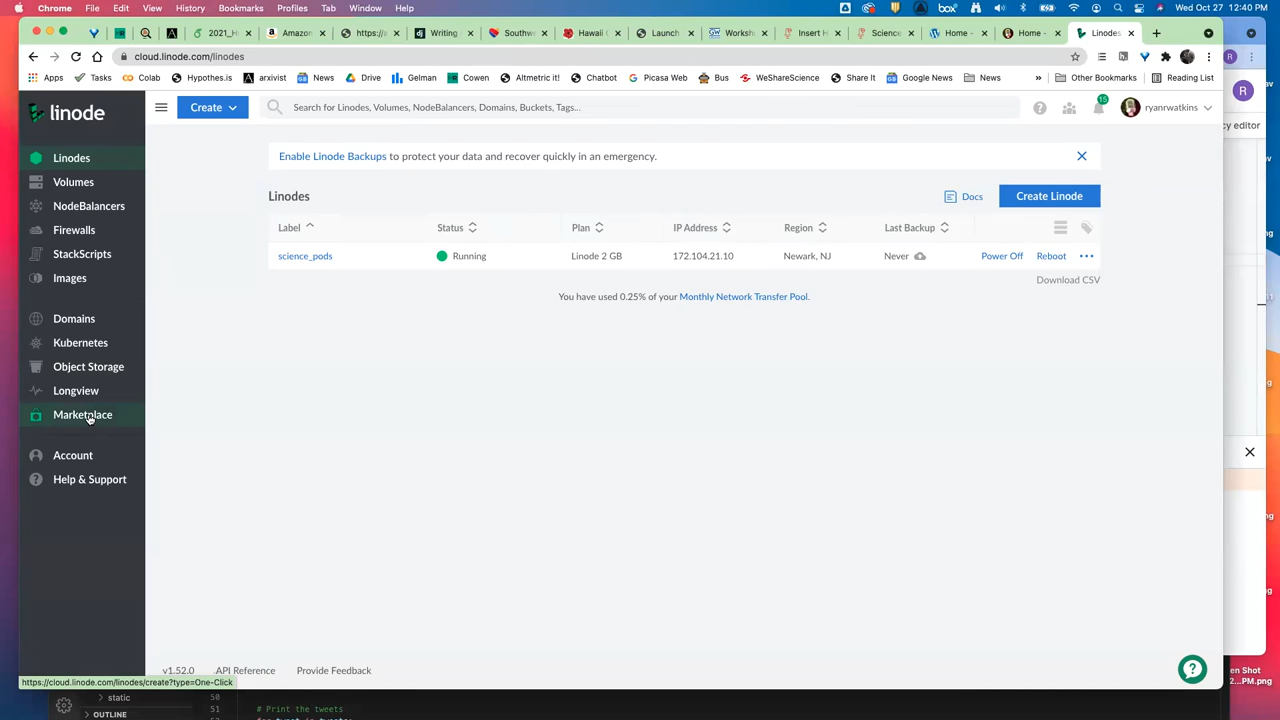 Chrome File Edit View History Bookmarks Profiles Tab Window Help
box
Wed Oct 27 12:40 PM
2021_H
Amazon
https://
Writing
Southw
Hawaii
Launch
Worksh
Insert H
Science
Home -
Home -
Linodes
cloud.linode.com/linodes
R
Apps Tasks Colab Hypothes.is arxivist News Drive Gelman Cowen Altmetric it! Chatbot Picasa Web Bus WeShareScience Share It Google News News » Other Bookmarks Reading List
R
cy editor
linode
Create
Search for Linodes, Volumes, NodeBalancers, Domains, Buckets, Tags...
15
ryanrwatkins
Linodes
Volumes
NodeBalancers
Firewalls
StackScripts
Images
Domains
Kubernetes
Object Storage
Longview
Marketplace
Account
Help & Support
Enable Linode Backups to protect your data and recover quickly in an emergency.
Linodes
Docs
Create Linode
Label Status Plan IP Address Region Last Backup
science_pods Running Linode 2 GB 172.104.21.10 Newark, NJ Never Power Off Reboot
Download CSV
You have used 0.25% of your Monthly Network Transfer Pool.
v1.52.0 API Reference Provide Feedback
https://cloud.linode.com/linodes/create?type=One-Click
en Shot
2...PM.png
static
OUTLINE
50
51
# Print the tweets